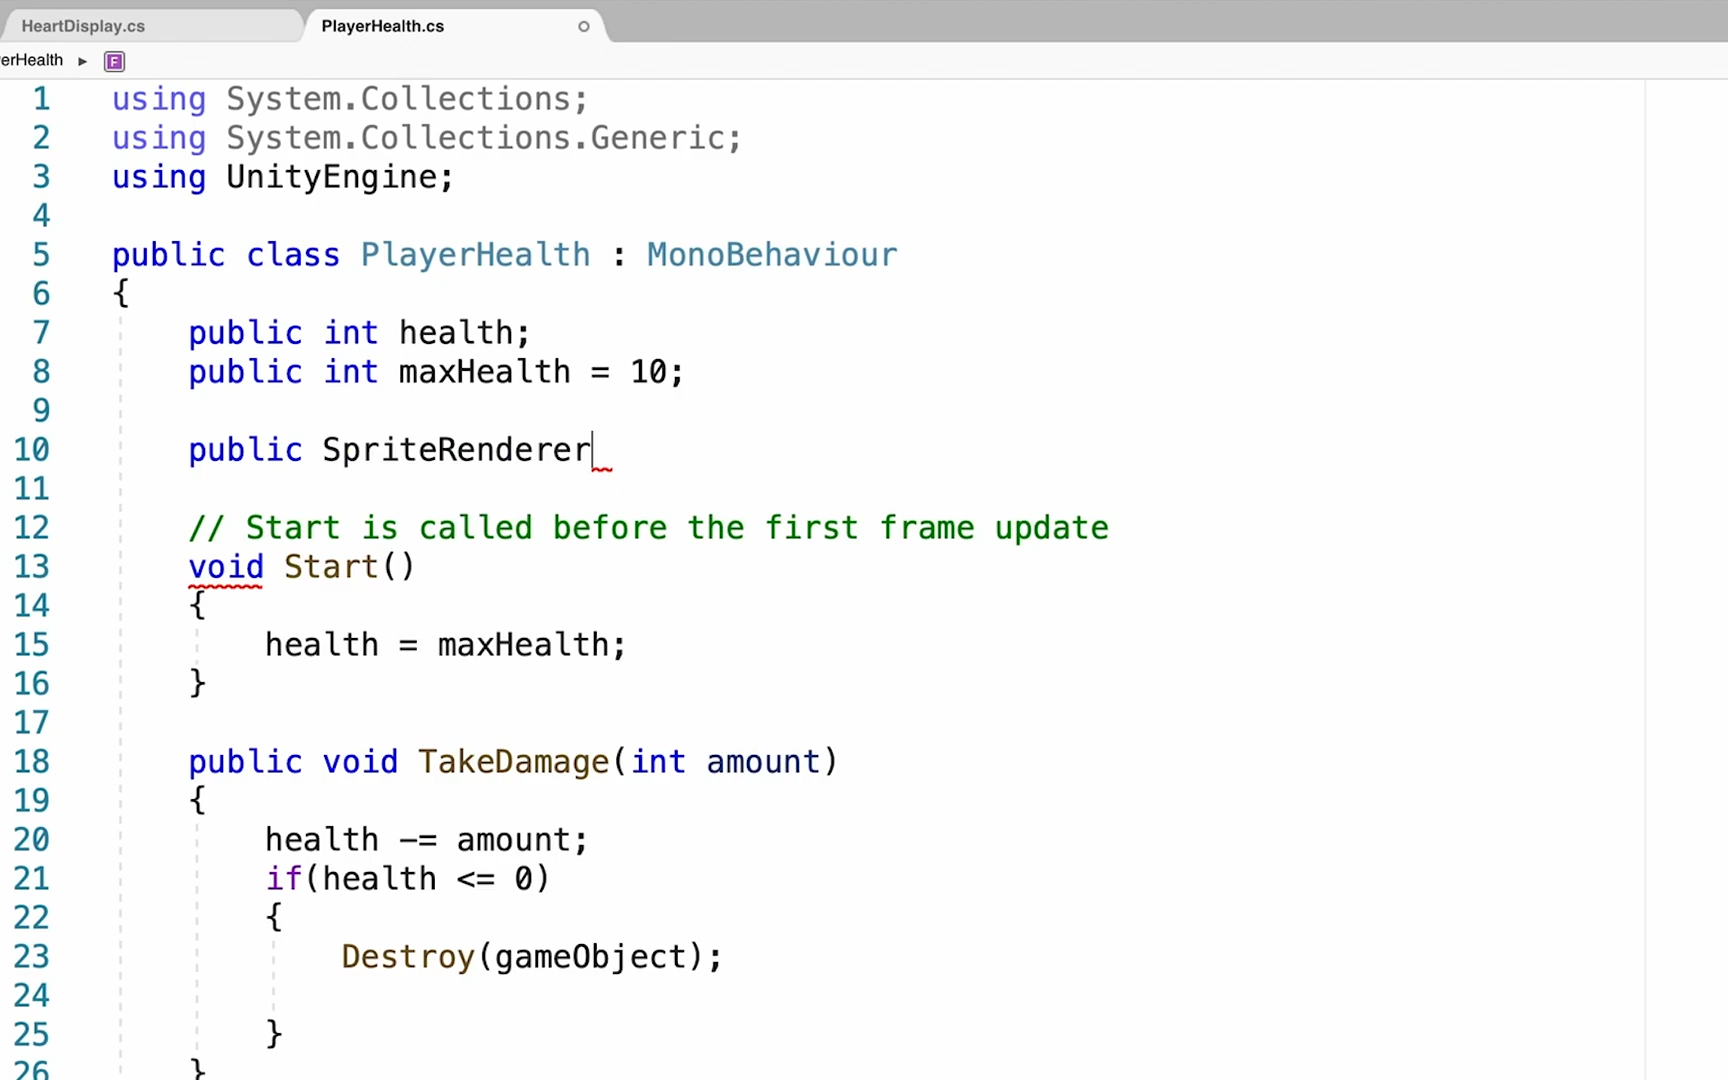 HeartDisplay.cs
PlayerHealth.cs
erHealth ▸ F
1 using System.Collections;
2 using System.Collections.Generic;
3 using UnityEngine;
4
5 public class PlayerHealth : MonoBehaviour
6 {
7 public int health;
8 public int maxHealth = 10;
9
10 public SpriteRenderer
11
12 // Start is called before the first frame update
13 void Start()
14 {
15 health = maxHealth;
16 }
17
18 public void TakeDamage(int amount)
19 {
20 health -= amount;
21 if(health <= 0)
22 {
23 Destroy(gameObject);
24
25 }
26 }